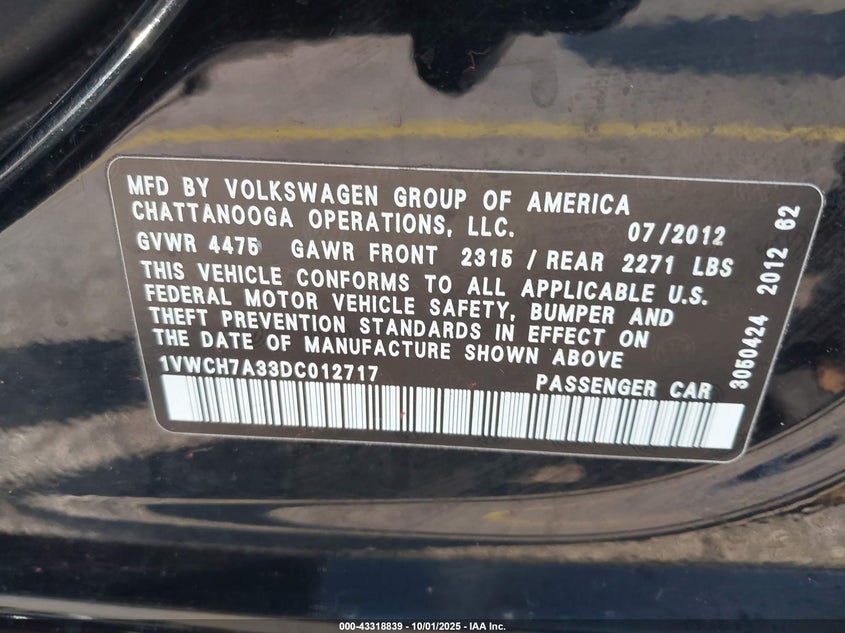 MFD BY VOLKSWAGEN GROUP OF AMERICA
CHATTANOOGA OPERATIONS, LLC. 07/2012
GVWR 4475 GAWR FRONT 2315 / REAR 2271 LBS
THIS VEHICLE CONFORMS TO ALL APPLICABLE U.S.
FEDERAL MOTOR VEHICLE SAFETY, BUMPER AND
THEFT PREVENTION STANDARDS IN EFFECT ON
THE DATE OF MANUFACTURE SHOWN ABOVE
1VWCH7A33DC012717 PASSENGER CAR
3050424 2012 62
000-43318839 - 10/01/2025 - IAA Inc.